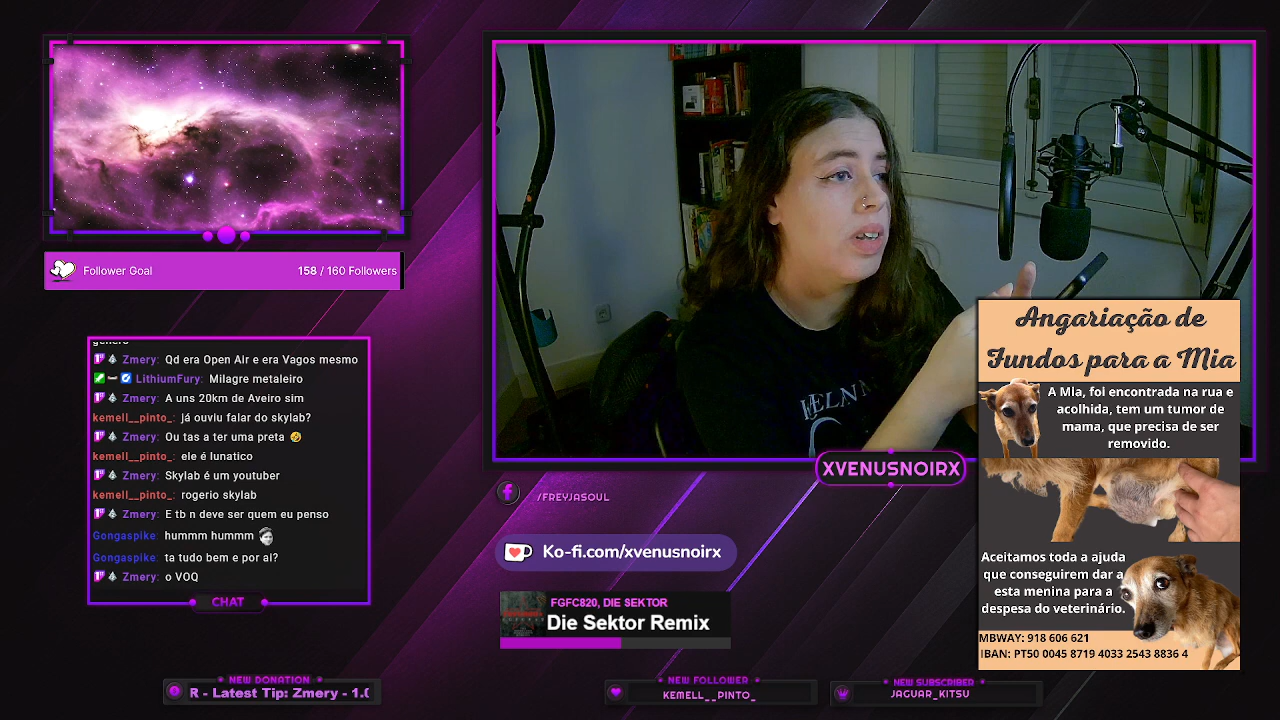 Follower Goal
158 / 160 Followers
Zmery: Qd era Open Air e era Vagos mesmo
LithiumFury: Milagre metaleiro
Zmery: A uns 20km de Aveiro sim
kemell__pinto_: já ouviu falar do skylab?
Zmery: Ou tas a ter uma preta
kemell__pinto_: ele é lunatico
Zmery: Skylab é um youtuber
kemell__pinto_: rogerio skylab
Zmery: E tb n deve ser quem eu penso
Gongaspike: hummm hummm
Gongaspike: ta tudo bem e por ai?
Zmery: o VOQ
CHAT
XVENUSNOIRX
/FREYJASOUL
Ko-fi.com/xvenusnoirx
FGFC820, DIE SEKTOR
Die Sektor Remix
Angariação de
Fundos para a Mia
A Mia, foi encontrada na rua e
acolhida, tem um tumor de
mama, que precisa de ser
removido.
Aceitamos toda a ajuda
que conseguirem dar a
esta menina para a
despesa do veterinário.
MBWAY: 918 606 621
IBAN: PT50 0045 8719 4033 2543 8836 4
NEW DONATION
R - Latest Tip: Zmery - 1.0
NEW FOLLOWER
KEMELL__PINTO_
NEW SUBSCRIBER
JAGUAR_KITSU